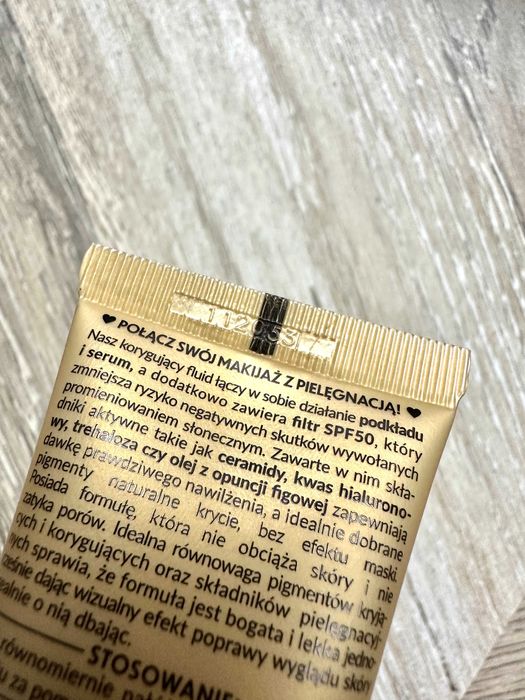 ♥ POŁĄCZ SWÓJ MAKIJAŻ Z PIELĘGNACJĄ! ♥
Nasz korygujący fluid łączy w sobie działanie podkładu
i serum, a dodatkowo zawiera filtr SPF50, który
zmniejsza ryzyko negatywnych skutków wywołanych
promieniowaniem słonecznym. Zawarte w nim skła-
dniki aktywne takie jak ceramidy, kwas hialurono-
wy, trehaloza czy olej z opuncji figowej zapewniają
dawkę prawdziwego nawilżenia, a idealnie dobrane
pigmenty naturalne krycie, bez efektu maski.
Posiada formułę, która nie obciąża skóry i nie
zatyka porów. Idealna równowaga pigmentów kryją-
cych i korygujących oraz składników pielęgnacyj-
nych sprawia, że formuła jest bogata i lekka jedno-
ześnie dając wizualny efekt poprawy wyglądu skóry
ealnie o nią dbając.
STOSOWANIE:
równomiernie
za